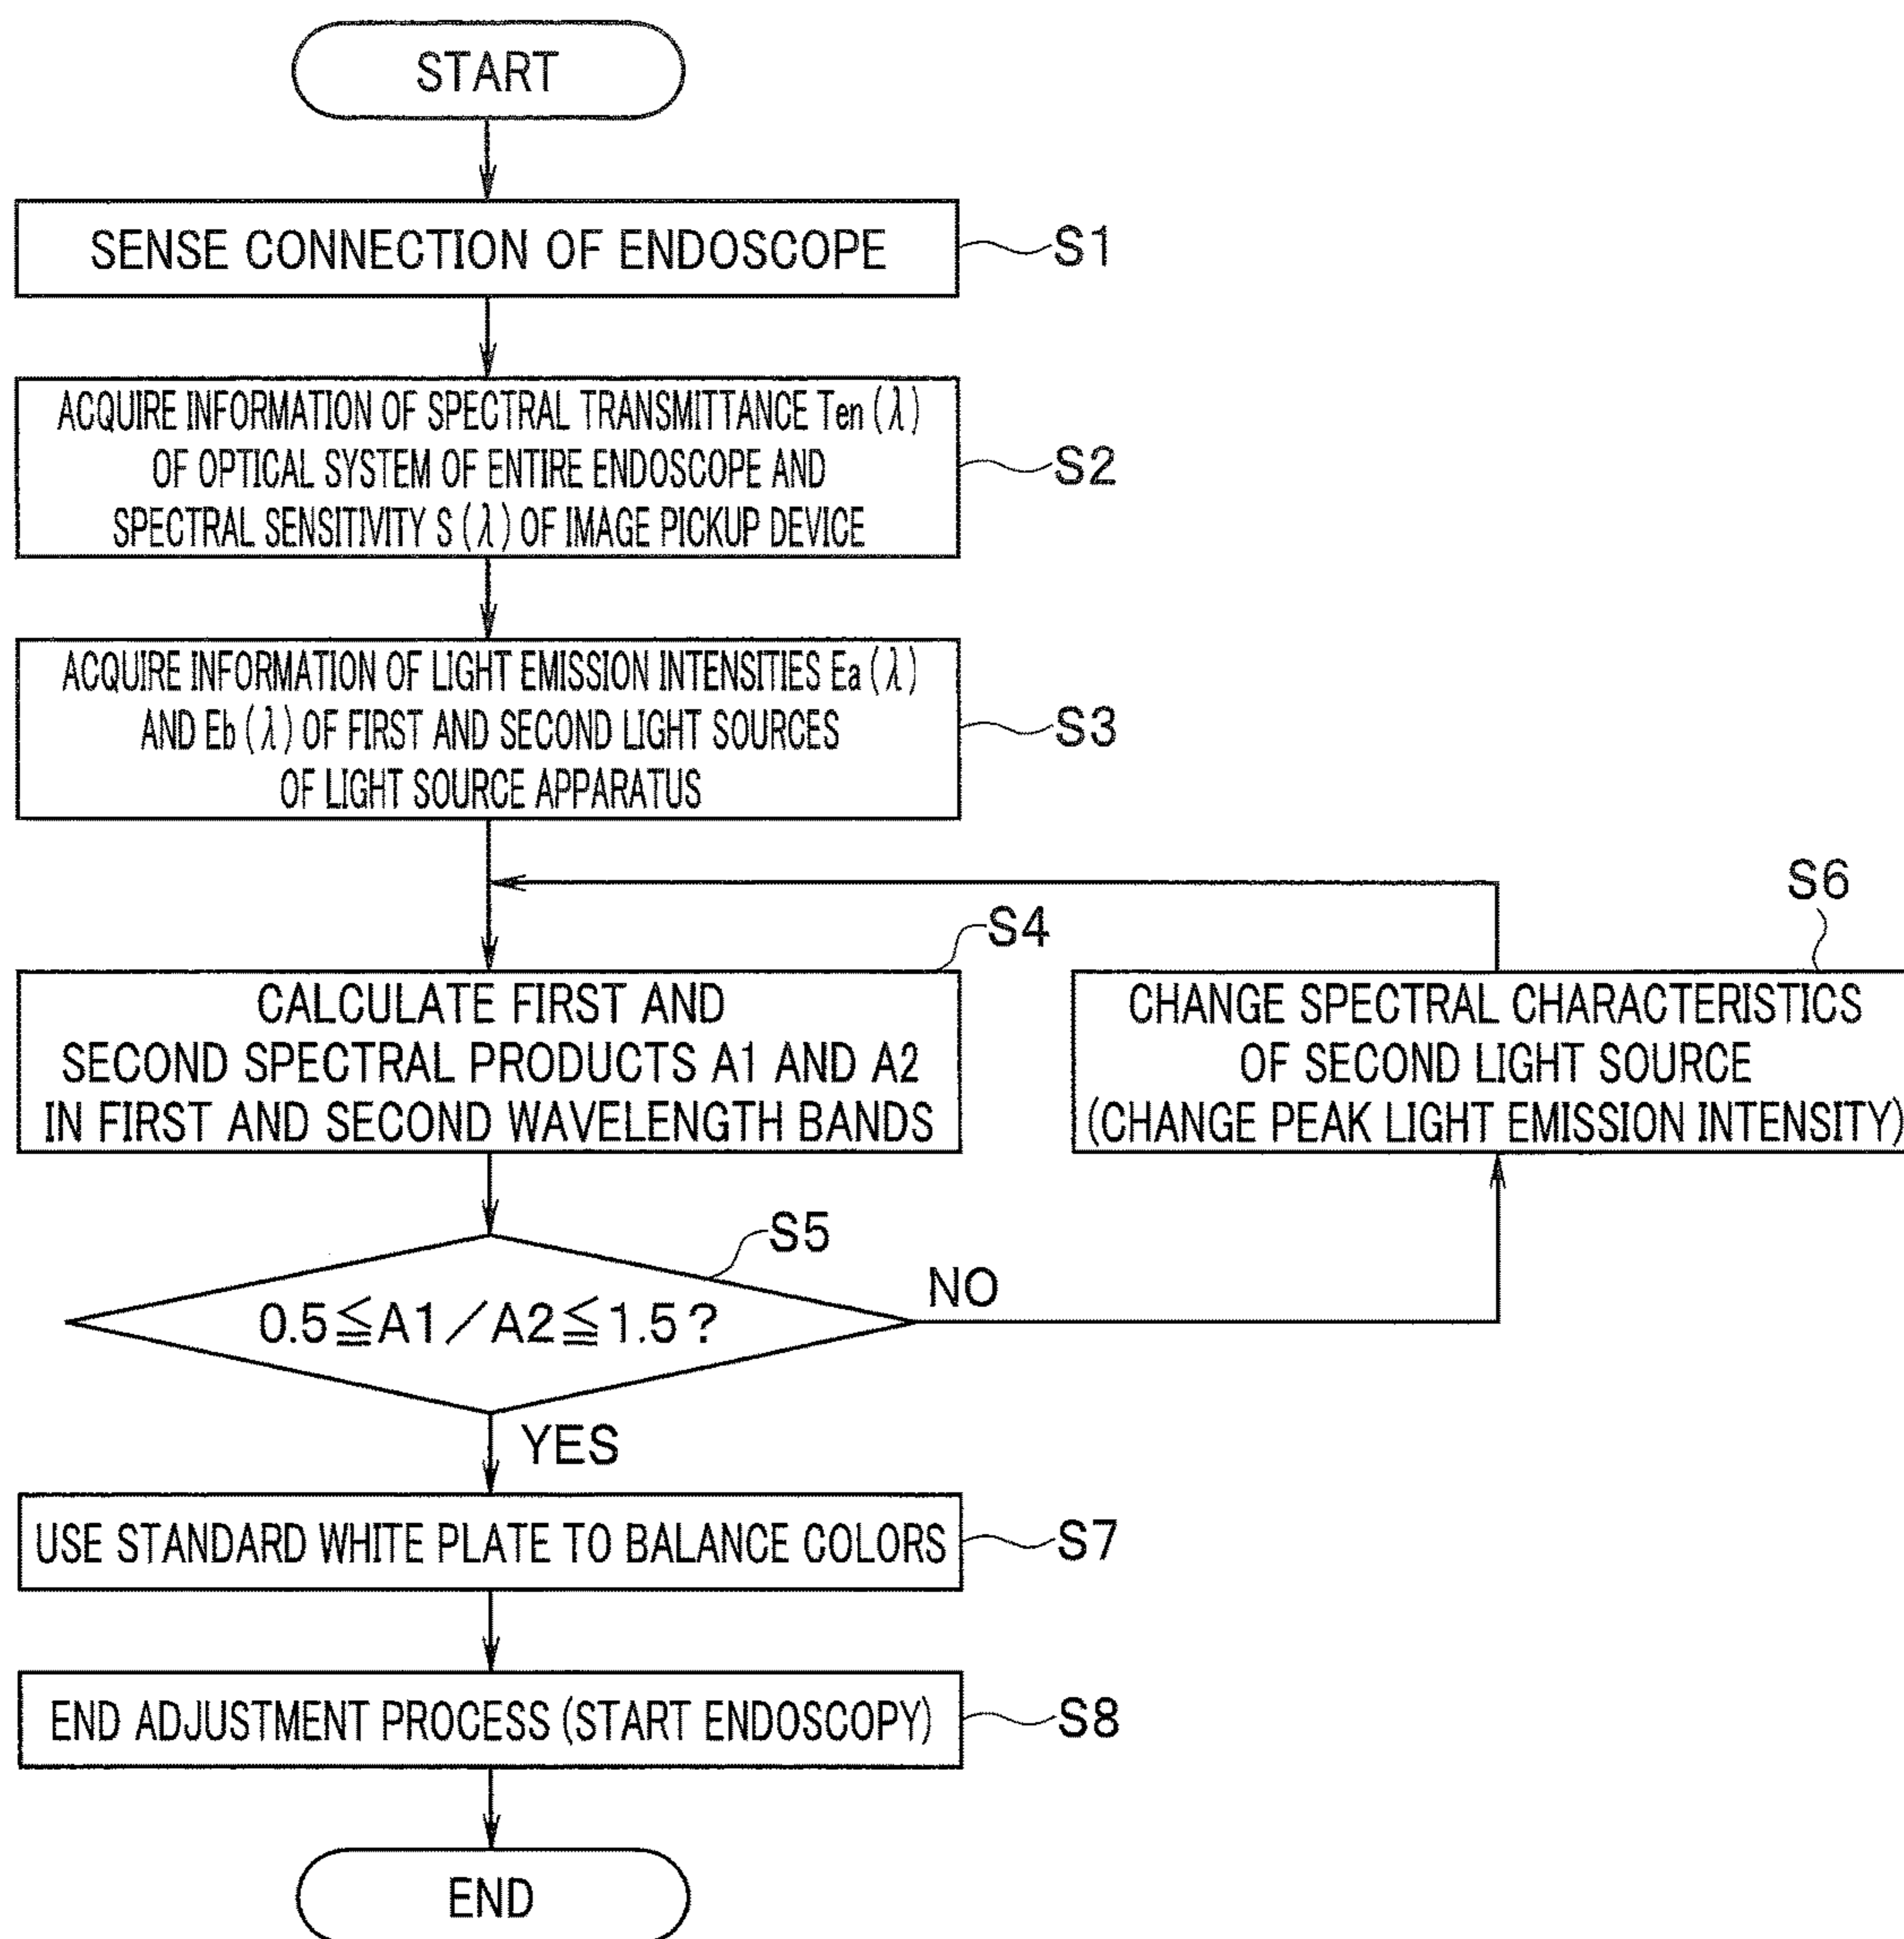 START
SENSE CONNECTION OF ENDOSCOPE
S1
ACQUIRE INFORMATION OF SPECTRAL TRANSMITTANCE Ten(λ)
OF OPTICAL SYSTEM OF ENTIRE ENDOSCOPE AND
SPECTRAL SENSITIVITY S(λ) OF IMAGE PICKUP DEVICE
S2
ACQUIRE INFORMATION OF LIGHT EMISSION INTENSITIES Ea(λ)
AND Eb(λ) OF FIRST AND SECOND LIGHT SOURCES
OF LIGHT SOURCE APPARATUS
S3
S4
CALCULATE FIRST AND
SECOND SPECTRAL PRODUCTS A1 AND A2
IN FIRST AND SECOND WAVELENGTH BANDS
S6
CHANGE SPECTRAL CHARACTERISTICS
OF SECOND LIGHT SOURCE
(CHANGE PEAK LIGHT EMISSION INTENSITY)
S5
0.5≦A1／A2≦1.5?
NO
YES
USE STANDARD WHITE PLATE TO BALANCE COLORS
S7
END ADJUSTMENT PROCESS (START ENDOSCOPY)
S8
END